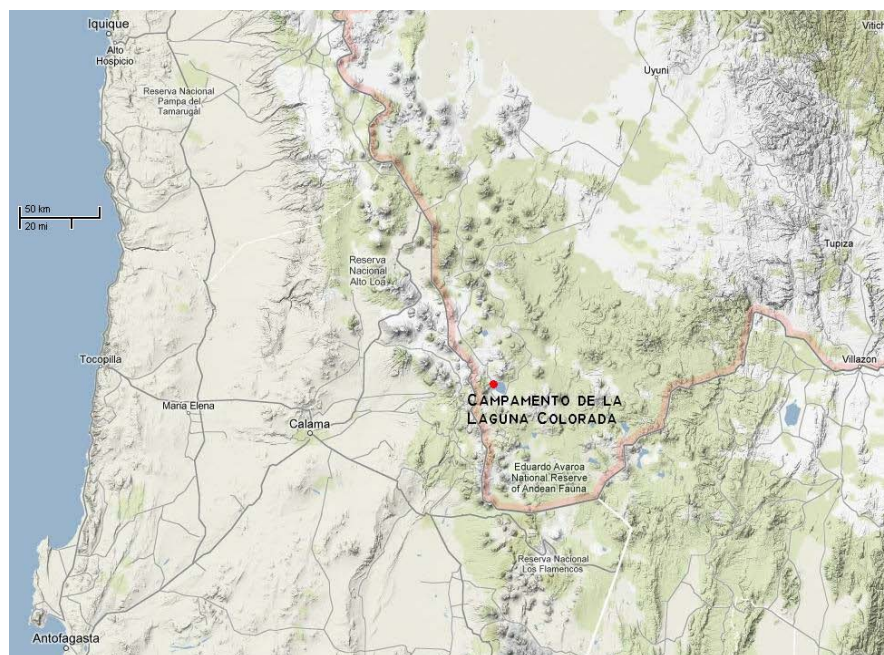 Iquique
Alto
Hospicio
Reserva Nacional
Pampa del
Tamarugal
Uyuni
Vitich
50 km
20 mi
Tupiza
Reserva
Nacional
Alto Loa
Tocopilla
Villazon
Maria Elena
Calama
CAMPAMENTO DE LA
LAGUNA COLORADA
Eduardo Avaroa
National Reserve
of Andean Fauna
Reserva Nacional
Los Flamencos
Antofagasta